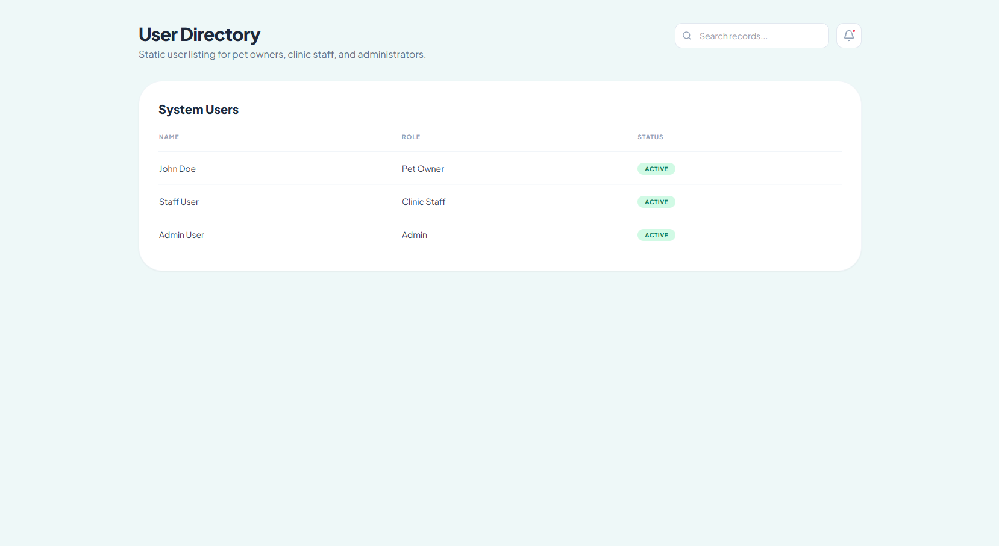 User Directory
Static user listing for pet owners, clinic staff, and administrators.
Search records...
System Users
NAME ROLE STATUS
John Doe Pet Owner ACTIVE
Staff User Clinic Staff ACTIVE
Admin User Admin ACTIVE